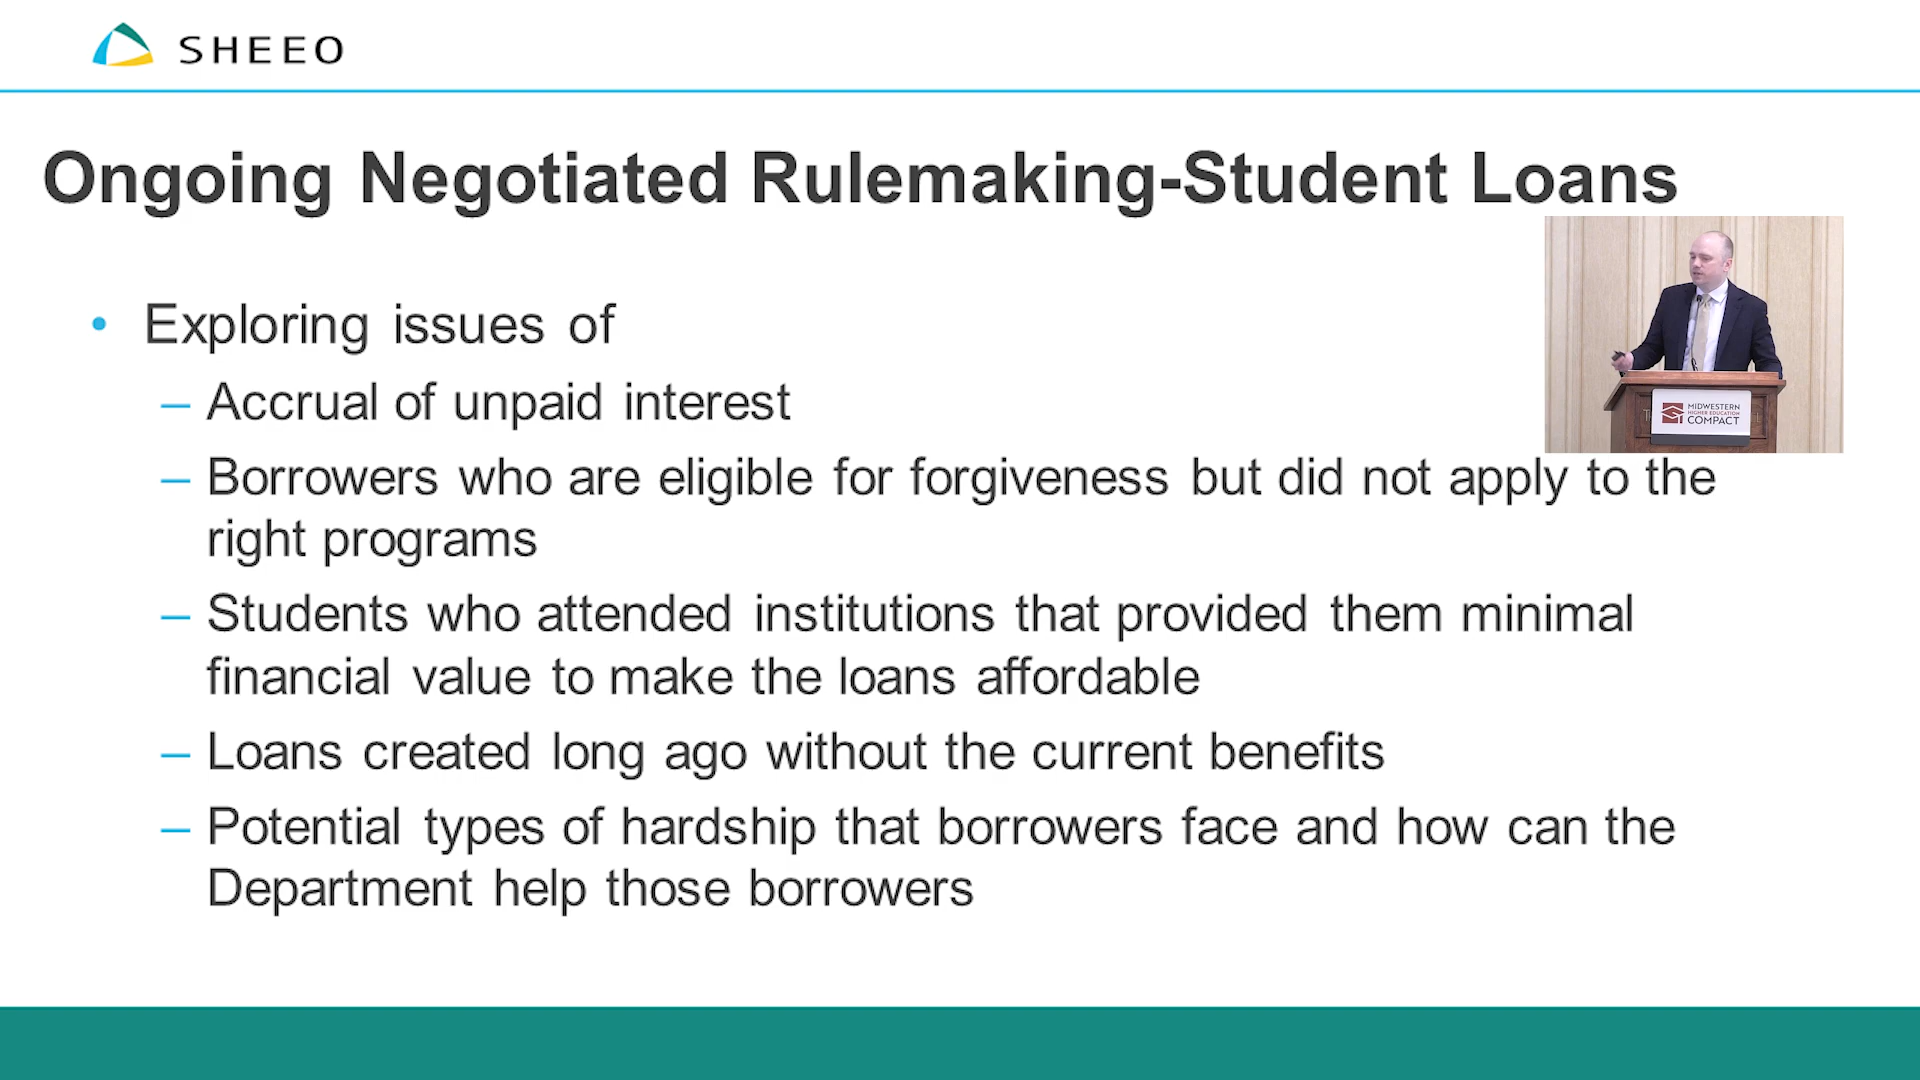 SHEEO
Ongoing Negotiated Rulemaking-Student Loans
• Exploring issues of
– Accrual of unpaid interest
– Borrowers who are eligible for forgiveness but did not apply to the
right programs
– Students who attended institutions that provided them minimal
financial value to make the loans affordable
– Loans created long ago without the current benefits
– Potential types of hardship that borrowers face and how can the
Department help those borrowers
MIDWESTERN
HIGHER EDUCATION
COMPACT